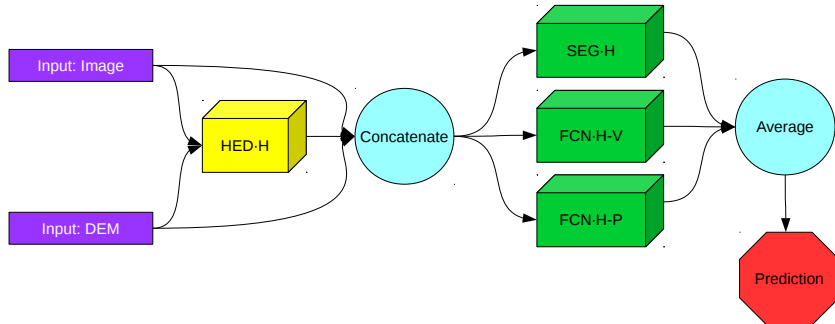 Input: Image
Input: DEM
HED·H
Concatenate
SEG·H
FCN·H-V
FCN·H-P
Average
Prediction